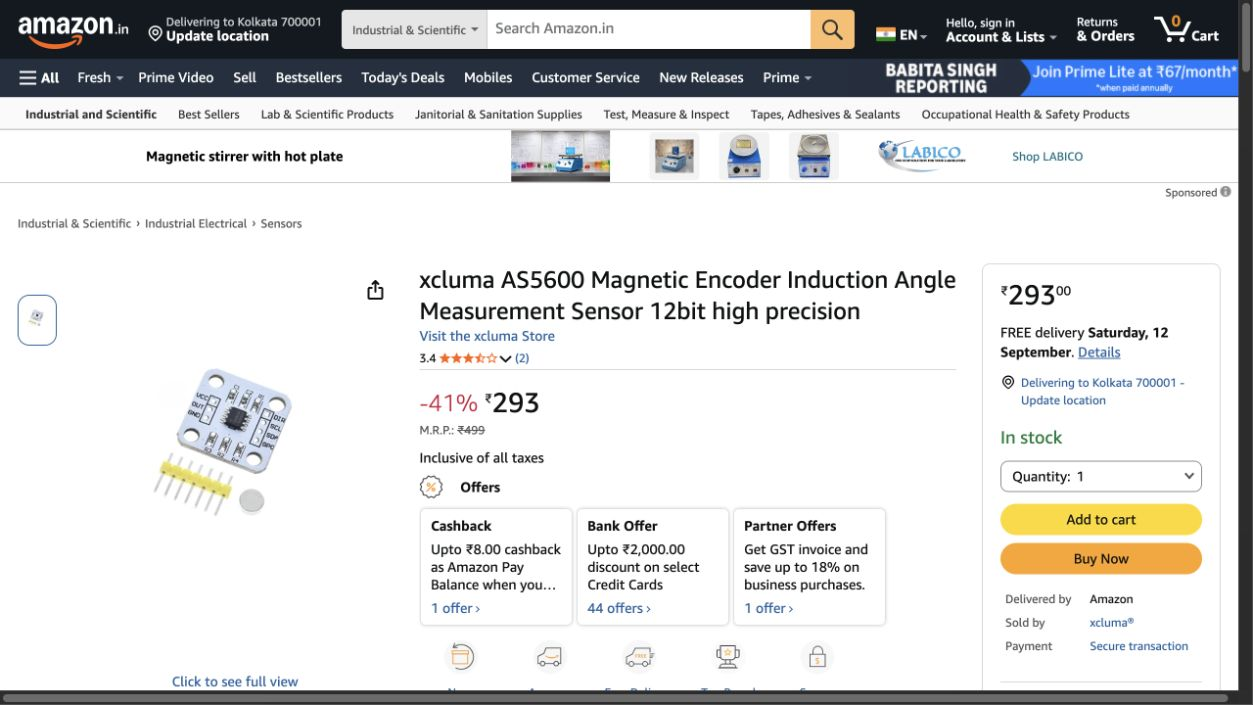 amazon.in
Delivering to Kolkata 700001
Update location
Industrial & Scientific
Search Amazon.in
EN
Hello, sign in
Account & Lists
Returns
& Orders
0
Cart
All
Fresh
Prime Video
Sell
Bestsellers
Today's Deals
Mobiles
Customer Service
New Releases
Prime
BABITA SINGH
REPORTING
Join Prime Lite at ₹67/month*
*when paid annually
Industrial and Scientific
Best Sellers
Lab & Scientific Products
Janitorial & Sanitation Supplies
Test, Measure & Inspect
Tapes, Adhesives & Sealants
Occupational Health & Safety Products
Magnetic stirrer with hot plate
LABICO
Shop LABICO
Sponsored
Industrial & Scientific › Industrial Electrical › Sensors
xcluma AS5600 Magnetic Encoder Induction Angle
Measurement Sensor 12bit high precision
Visit the xcluma Store
3.4 (2)
-41% ₹293
M.R.P.: ₹499
Inclusive of all taxes
Offers
Cashback
Upto ₹8.00 cashback
as Amazon Pay
Balance when you…
1 offer ›
Bank Offer
Upto ₹2,000.00
discount on select
Credit Cards
44 offers ›
Partner Offers
Get GST invoice and
save up to 18% on
business purchases.
1 offer ›
VCC
OUT
GND
DIR
SCL
SDA
GPO
Click to see full view
₹29300
FREE delivery Saturday, 12
September. Details
Delivering to Kolkata 700001 -
Update location
In stock
Quantity: 1
Add to cart
Buy Now
Delivered by Amazon
Sold by xcluma®
Payment Secure transaction